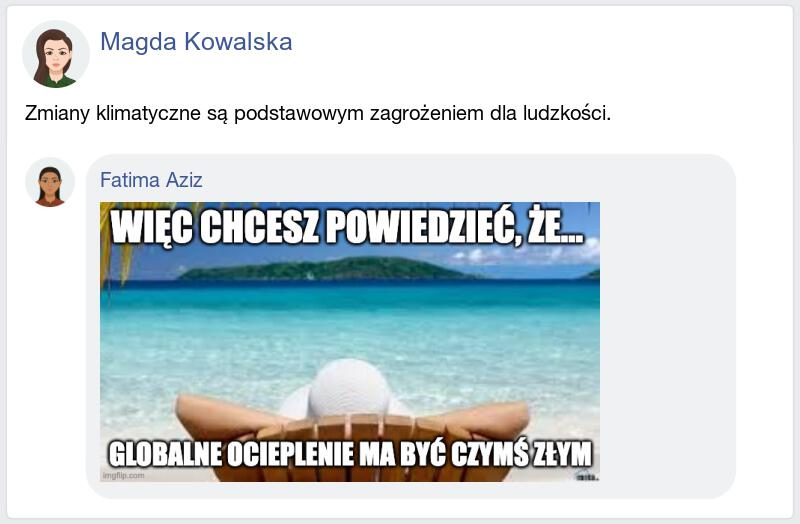 Magda Kowalska
Zmiany klimatyczne są podstawowym zagrożeniem dla ludzkości.
Fatima Aziz
WIĘC CHCESZ POWIEDZIEĆ, ŻE...
GLOBALNE OCIEPLENIE MA BYĆ CZYMŚ ZŁYM
imgflip.com